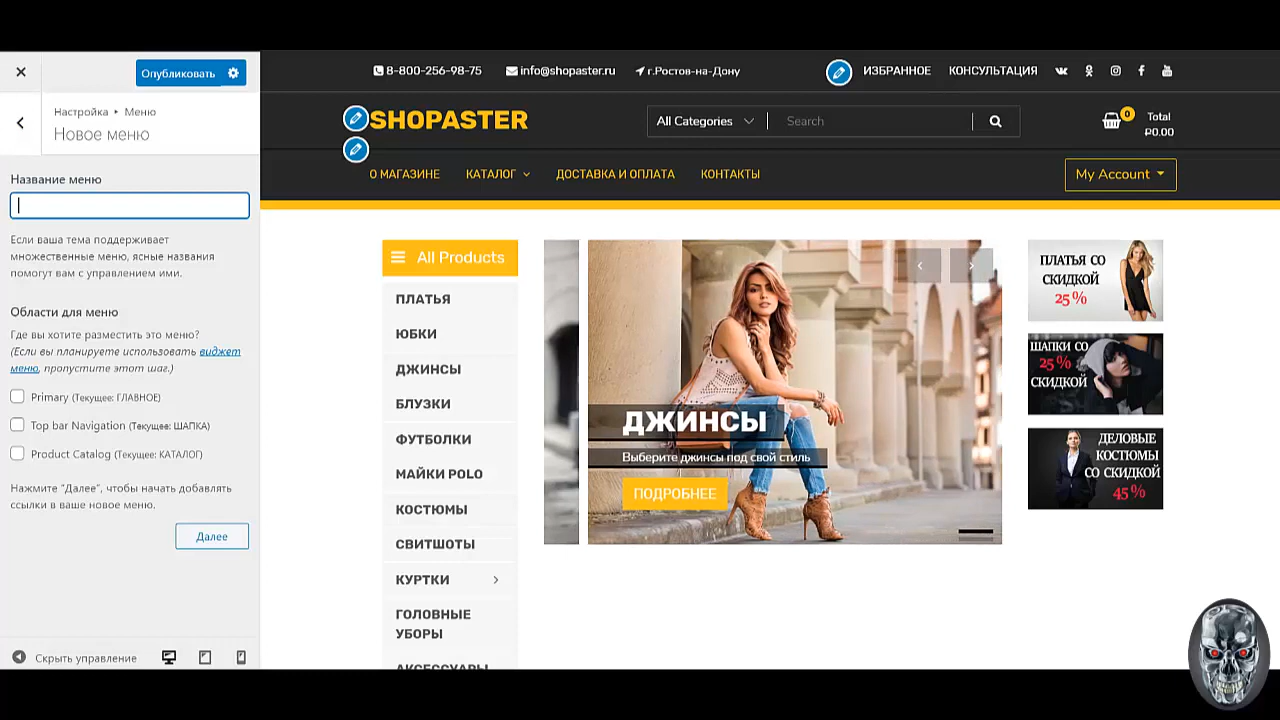 Опубликовать
Настройка ▸ Меню
Новое меню
Название меню
Если ваша тема поддерживает
множественные меню, ясные названия
помогут вам с управлением ими.
Области для меню
Где вы хотите разместить это меню?
(Если вы планируете использовать виджет
меню, пропустите этот шаг.)
Primary (Текущее: ГЛАВНОЕ)
Top bar Navigation (Текущее: ШАПКА)
Product Catalog (Текущее: КАТАЛОГ)
Нажмите "Далее", чтобы начать добавлять
ссылки в ваше новое меню.
Далее
Скрыть управление
8-800-256-98-75 info@shopaster.ru г.Ростов-на-Дону ИЗБРАННОЕ КОНСУЛЬТАЦИЯ
SHOPASTER
All Categories Search
0 Total
₽0.00
О МАГАЗИНЕ КАТАЛОГ ДОСТАВКА И ОПЛАТА КОНТАКТЫ My Account
All Products
ПЛАТЬЯ
ЮБКИ
ДЖИНСЫ
БЛУЗКИ
ФУТБОЛКИ
МАЙКИ POLO
КОСТЮМЫ
СВИТШОТЫ
КУРТКИ
ГОЛОВНЫЕ
УБОРЫ
АКСЕССУАРЫ
ДЖИНСЫ
Выберите джинсы под свой стиль
ПОДРОБНЕЕ
ПЛАТЬЯ СО
СКИДКОЙ
25%
ШАПКИ СО
25%
СКИДКОЙ
ДЕЛОВЫЕ
КОСТЮМЫ
СО СКИДКОЙ
45%